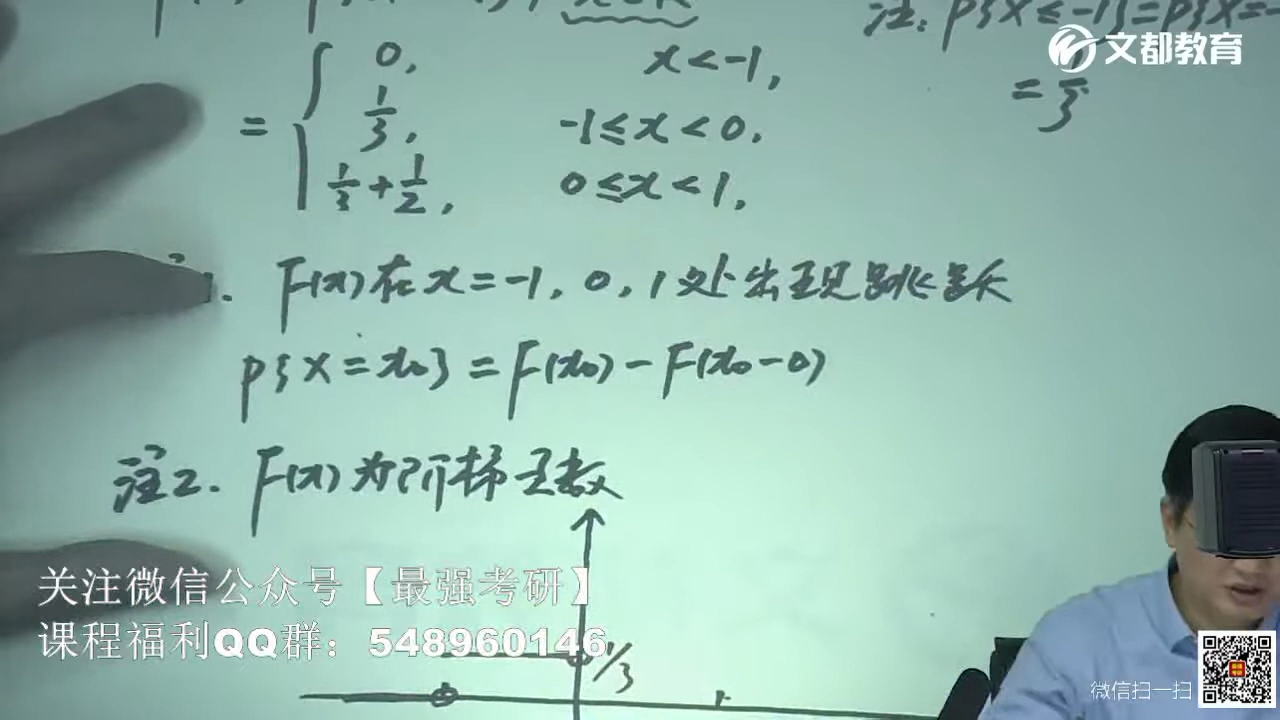 注: P{X≤-1}=P{X=-
文都教育
= 1/3
= { 0, x<-1,
1/3, -1≤x<0,
1/3+1/2, 0≤x<1,
1. F(x)在x=-1,0,1处出现跳跃
P{X=x₀}=F(x₀)-F(x₀-0)
注2. F(x)为阶梯函数
关注微信公众号【最强考研】
课程福利QQ群：548960146
1/3
微信扫一扫